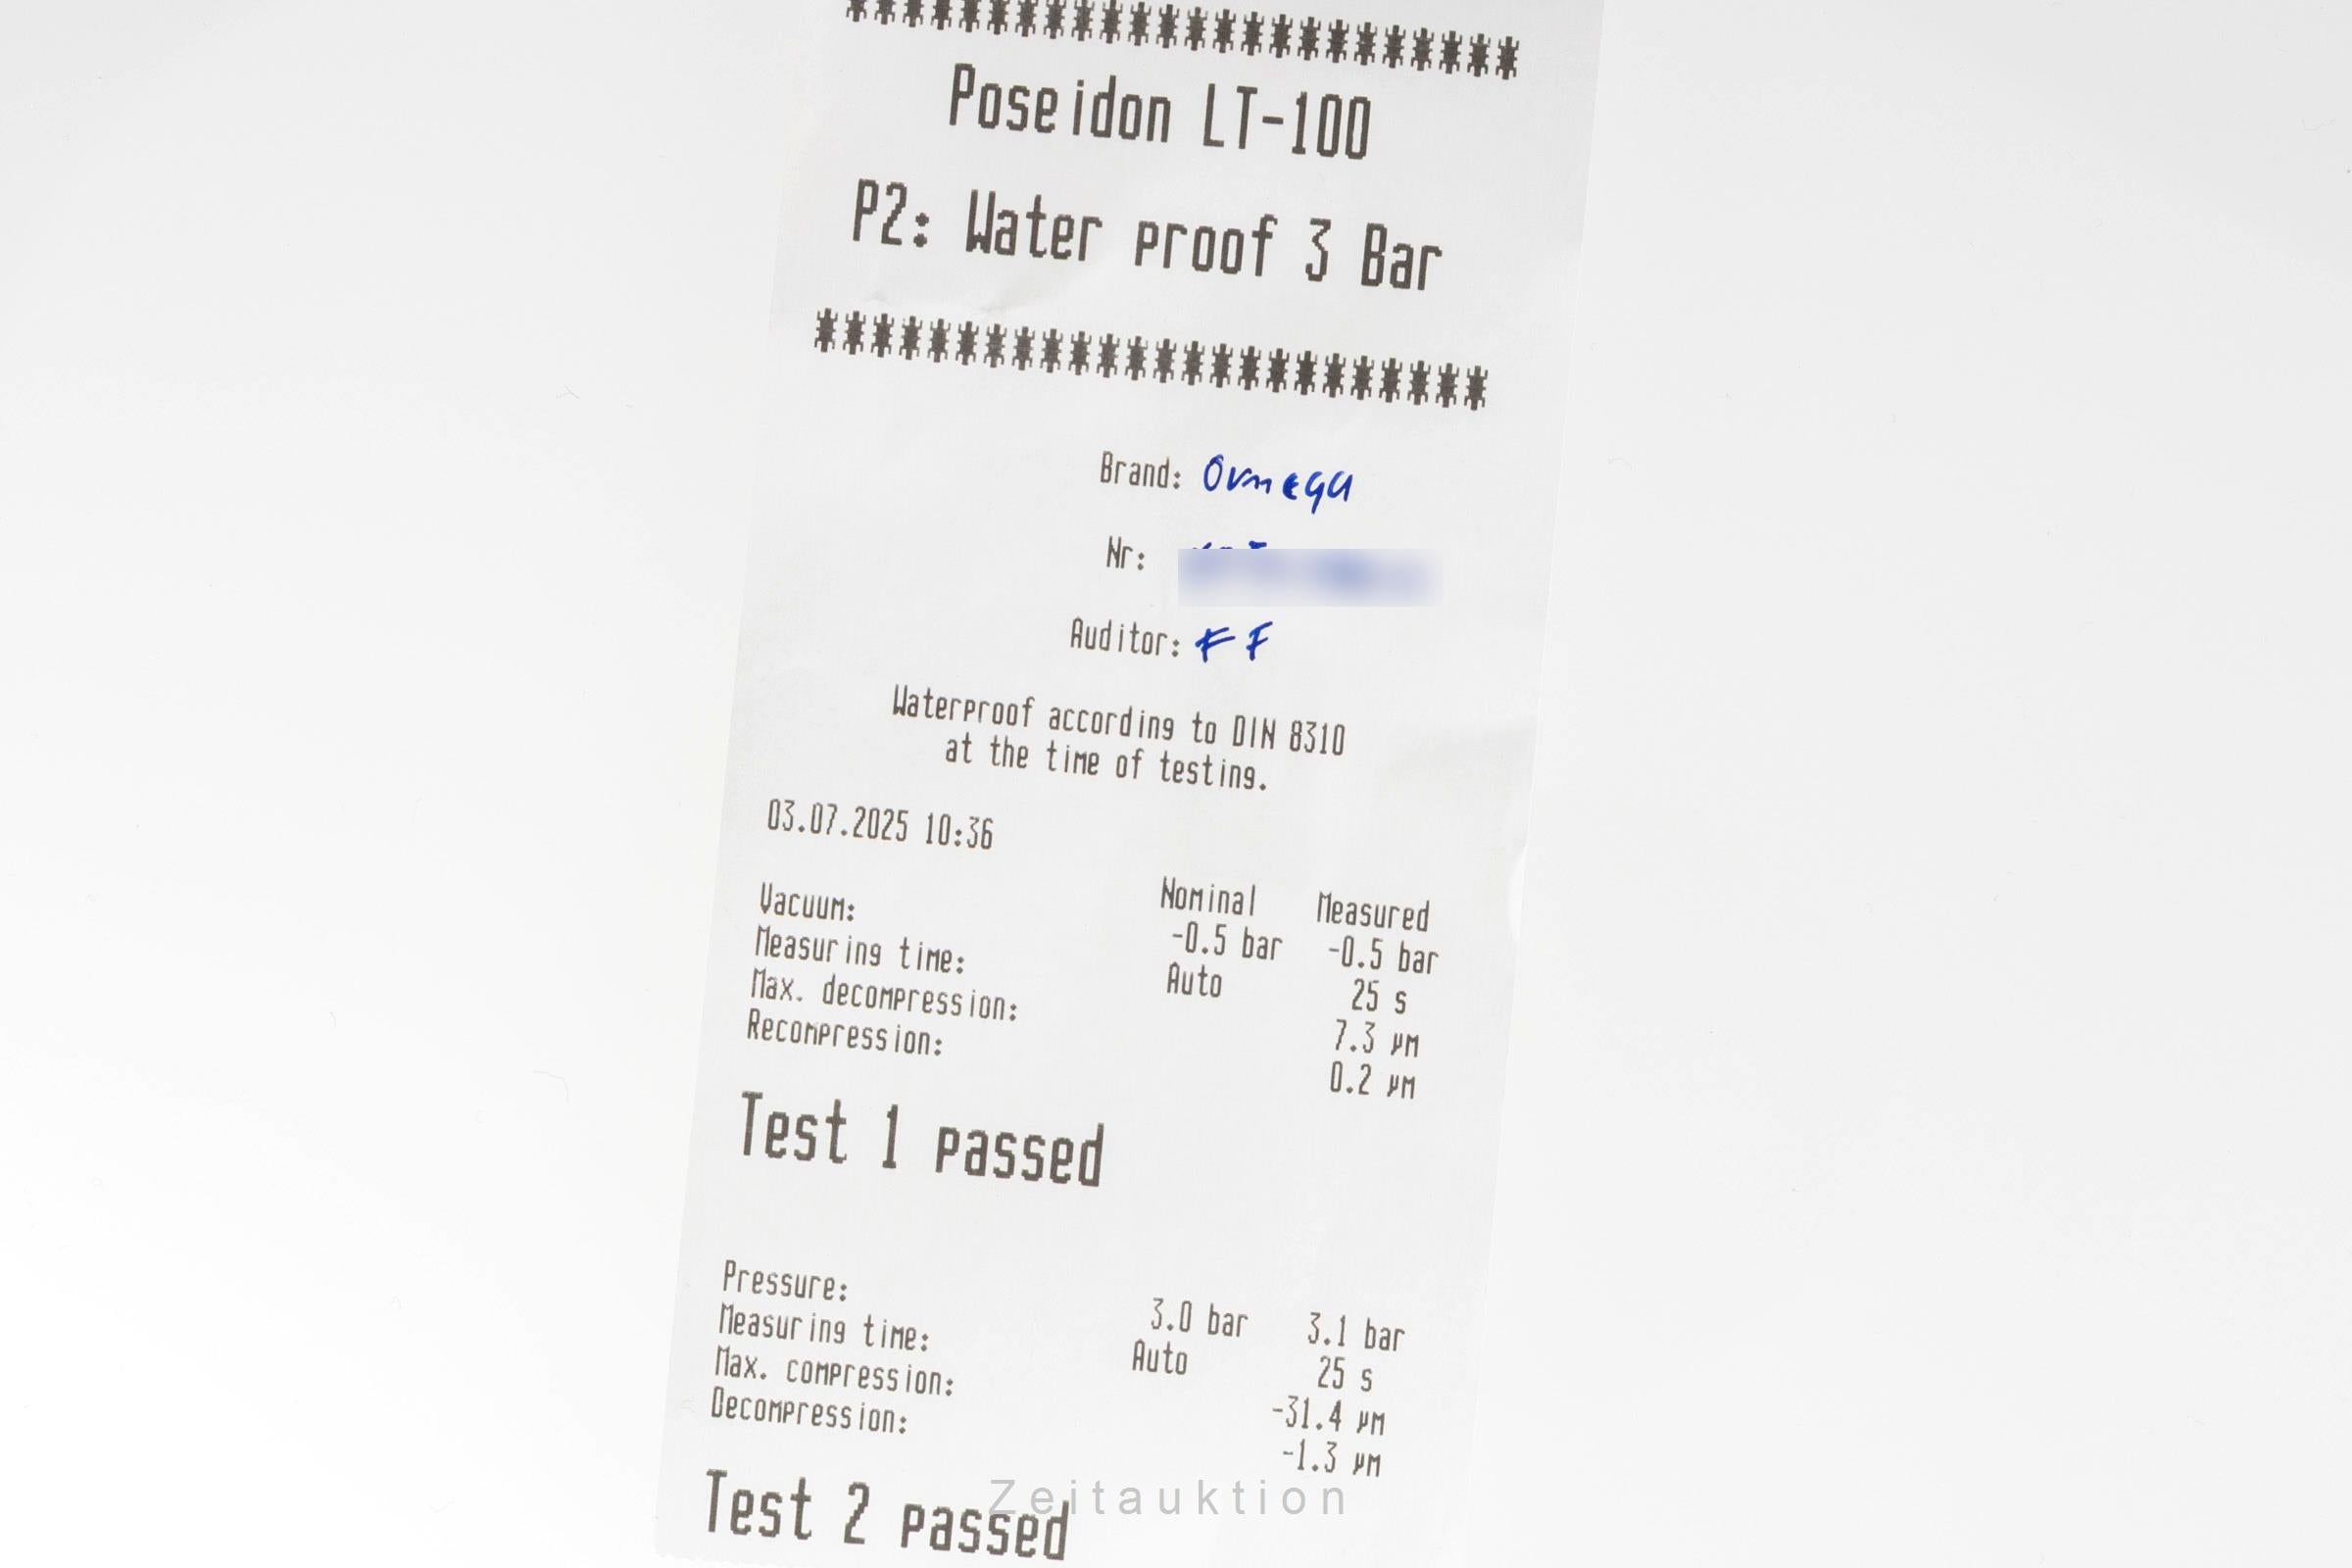 ************************
Poseidon LT-100
P2: Water proof 3 Bar
************************
Brand: Omega
Nr:
Auditor: FF
Waterproof according to DIN 8310
at the time of testing.
03.07.2025 10:36
Nominal Measured
Vacuum: -0.5 bar -0.5 bar
Measuring time: Auto 25 s
Max. decompression: 7.3 µm
Recompression: 0.2 µm
Test 1 passed
Pressure: 3.0 bar 3.1 bar
Measuring time: Auto 25 s
Max. compression: -31.4 µm
Decompression: -1.3 µm
Test 2 passed
Zeitauktion